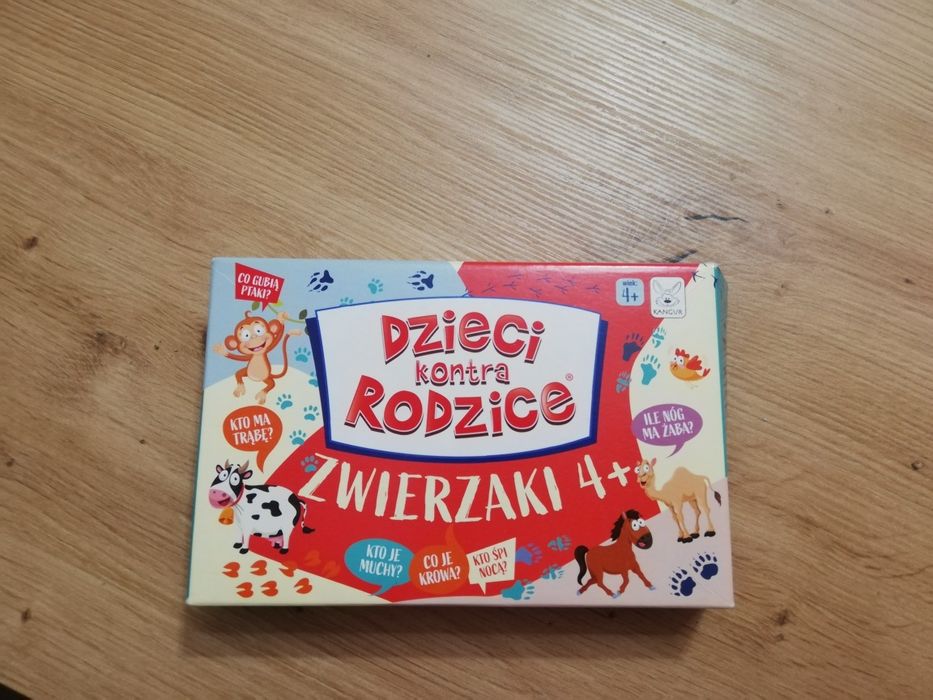 CO GUBIĄ
PTAKI?
wiek:
4+
KANGUR
DZIECI
kontra
RODZICE®
KTO MA
TRĄBĘ?
ILE NÓG
MA ŻABA?
ZWIERZAKI 4+
KTO JE
MUCHY?
CO JE
KROWA?
KTO ŚPI
NOCĄ?